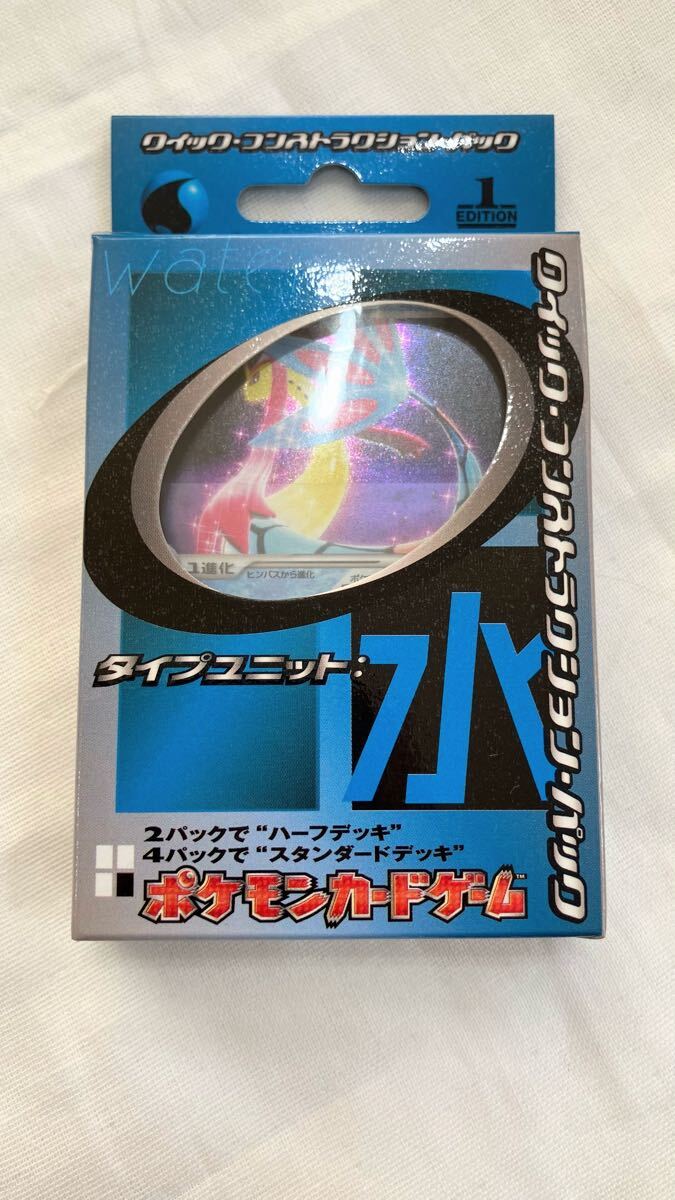 クイック・コンストラクション・パック
1
EDITION
wate
クイック・コンストラクション・パック
1進化
ヒンバスから進化
ポケ
タイプユニット:
水
2パックで“ハーフデッキ”
4パックで“スタンダードデッキ”
ポケモンカードゲーム™